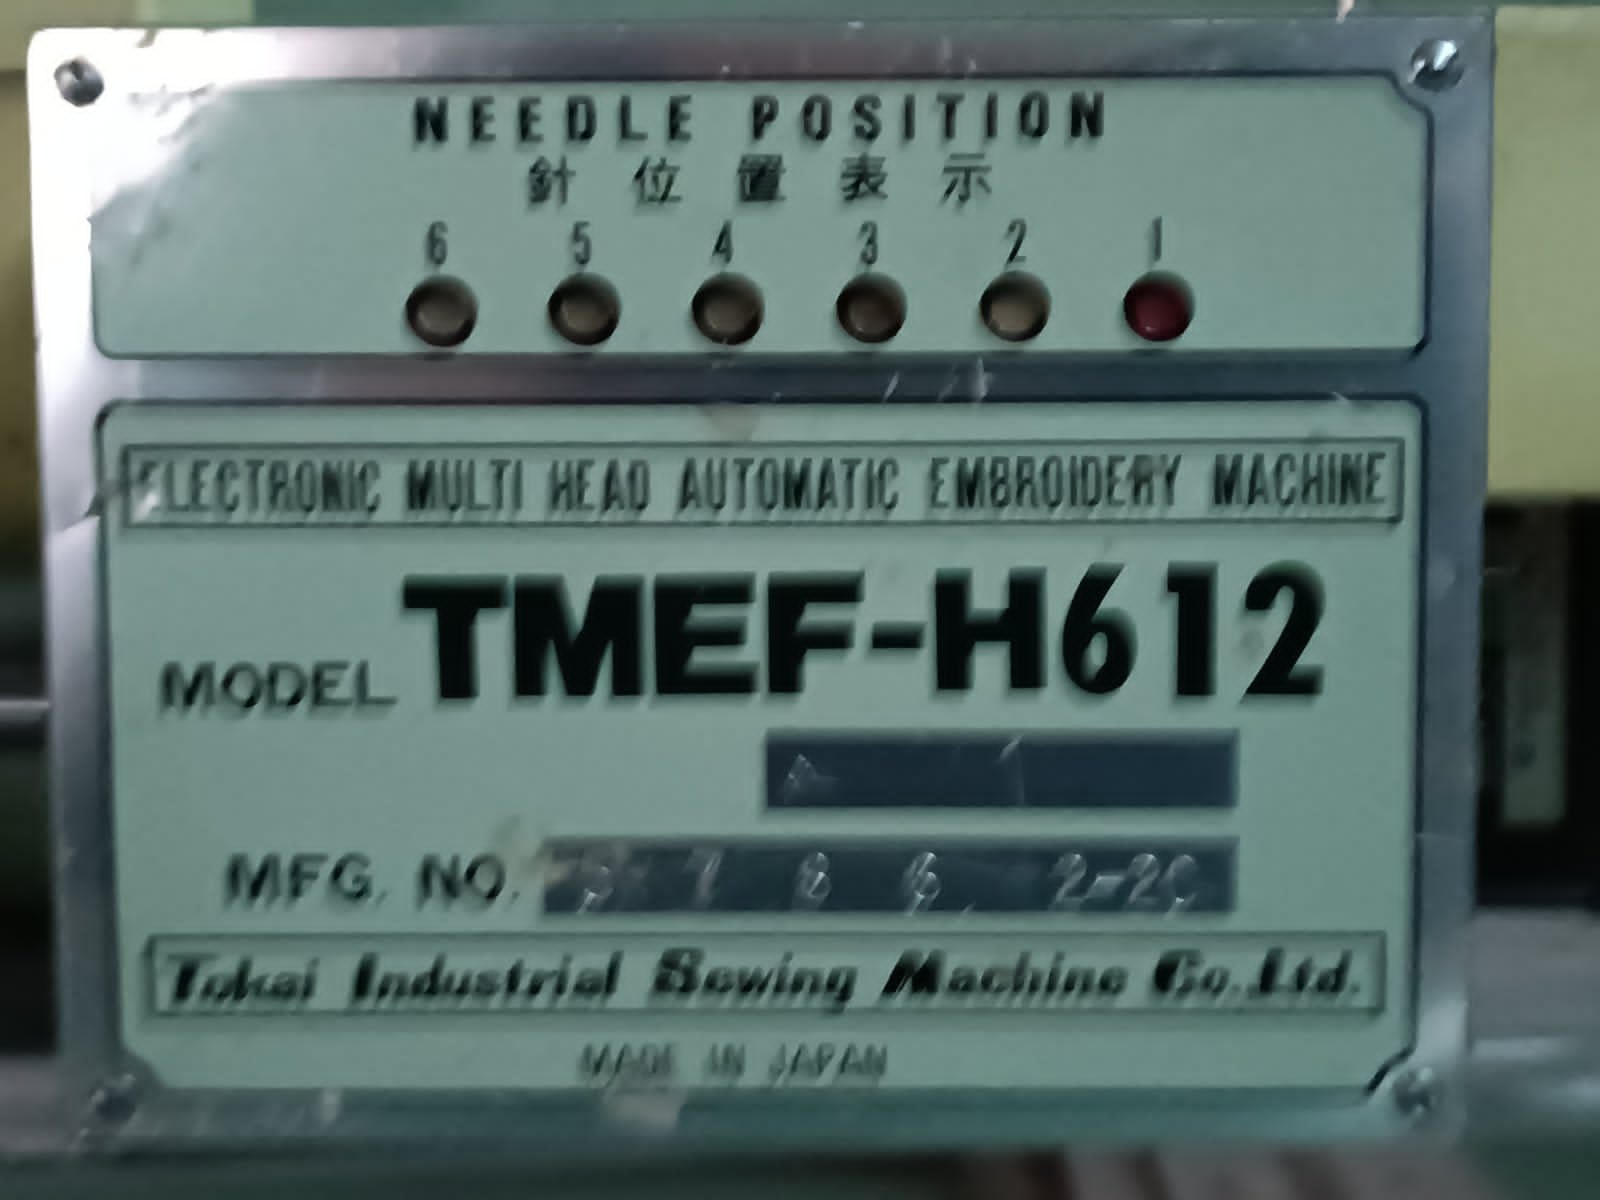 NEEDLE POSITION
針位置表示
6 5 4 3 2 1
ELECTRONIC MULTI HEAD AUTOMATIC EMBROIDERY MACHINE
MODEL TMEF-H612
MFG. NO.
Tokai Industrial Sewing Machine Co.Ltd.
MADE IN JAPAN